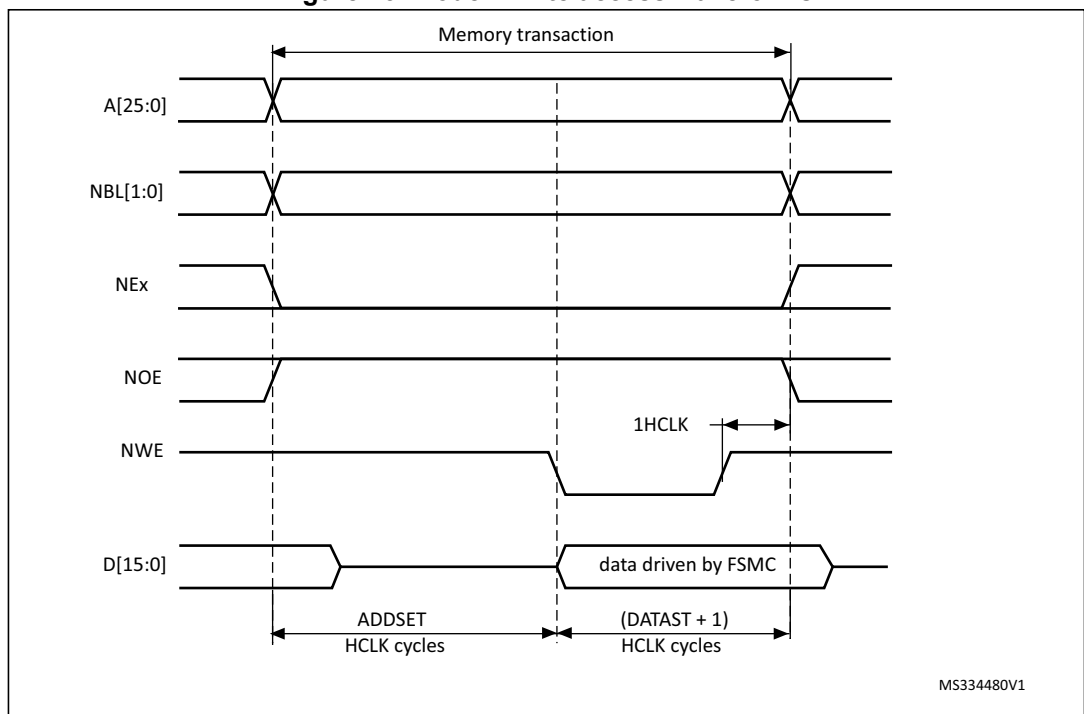 Memory transaction
A[25:0]
NBL[1:0]
NEx
NOE
1HCLK
NWE
D[15:0]
data driven by FSMC
ADDSET
HCLK cycles
(DATAST + 1)
HCLK cycles
MS334480V1